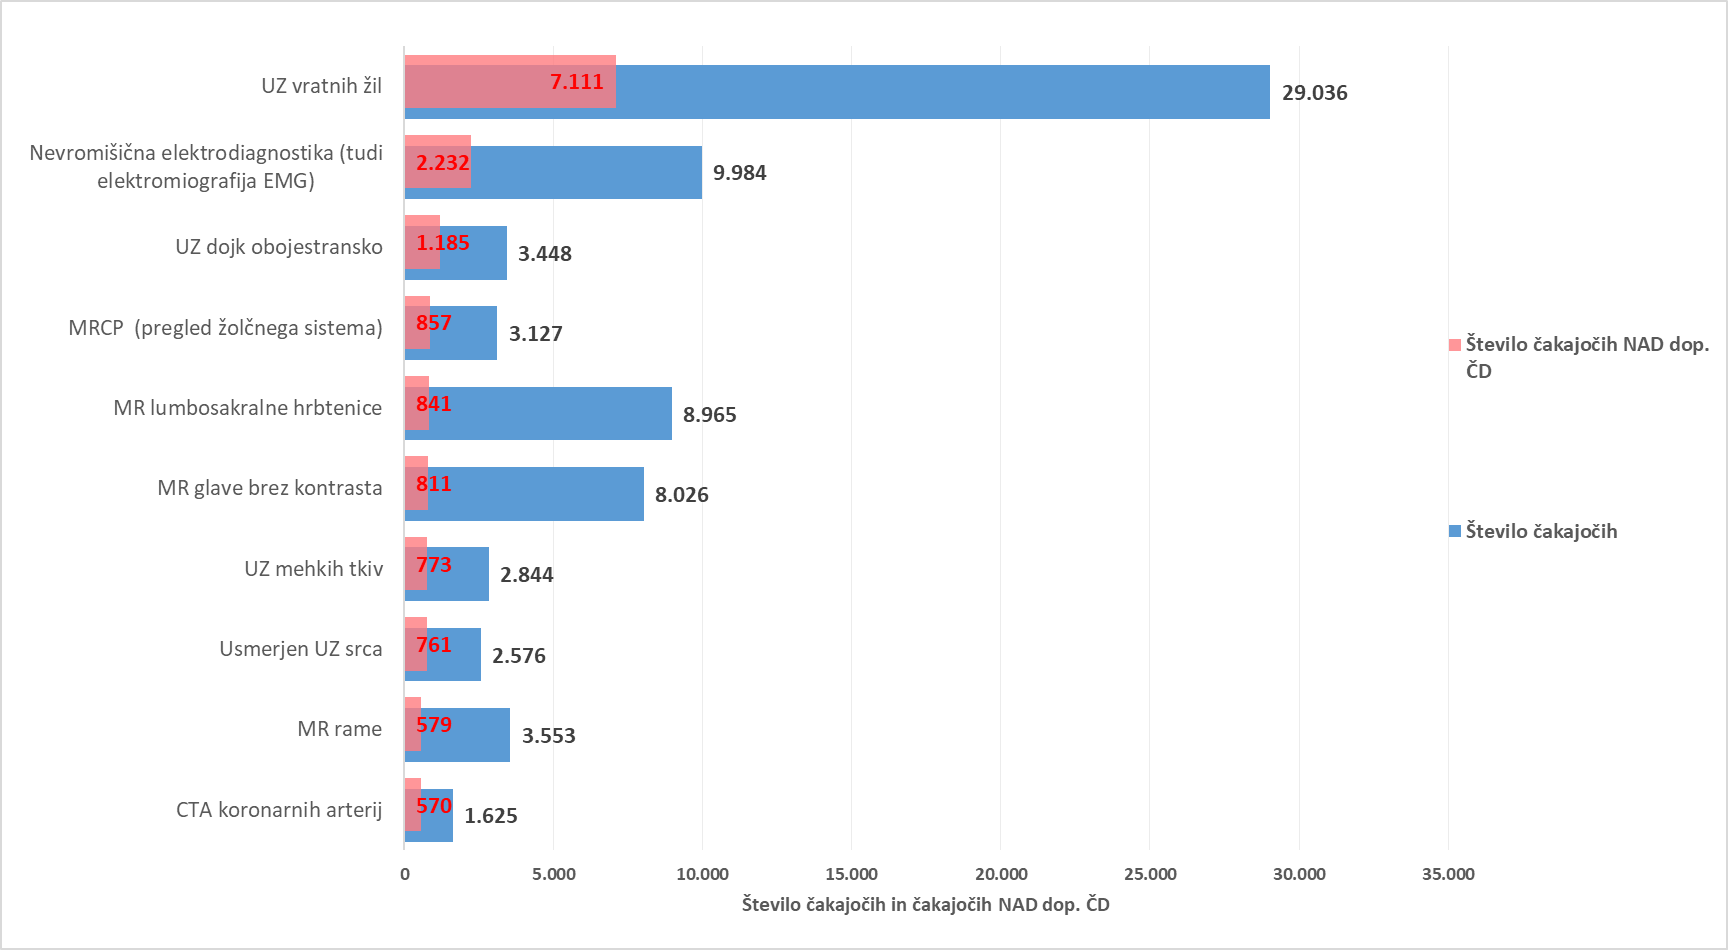 UZ vratnih žil
7.111
29.036
Nevromišična elektrodiagnostika (tudi
elektromiografija EMG)
2.232
9.984
UZ dojk obojestransko
1.185
3.448
MRCP  (pregled žolčnega sistema)
857
3.127
MR lumbosakralne hrbtenice
841
8.965
MR glave brez kontrasta
811
8.026
UZ mehkih tkiv
773
2.844
Usmerjen UZ srca
761
2.576
MR rame
579
3.553
CTA koronarnih arterij
570
1.625
0
5.000
10.000
15.000
20.000
25.000
30.000
35.000
Število čakajočih in čakajočih NAD dop. ČD
Število čakajočih NAD dop.
ČD
Število čakajočih